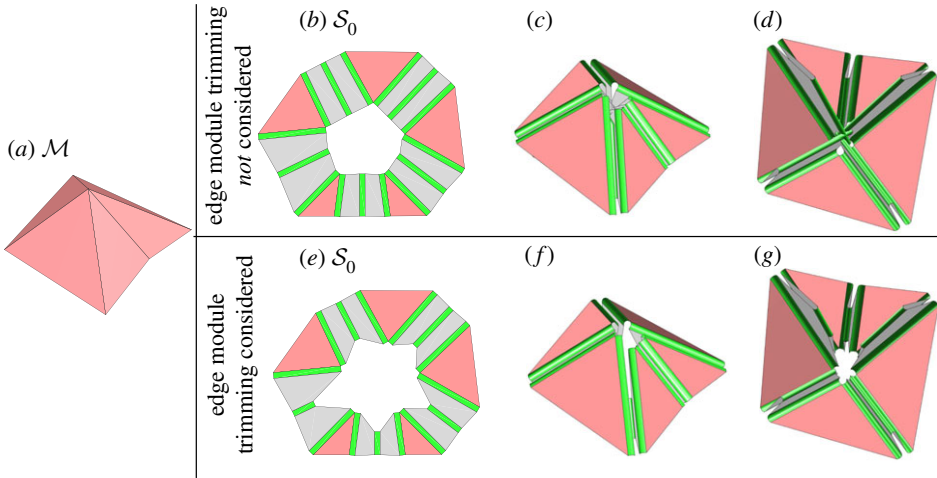 (a) ℳ
edge module trimming
not considered
(b) 𝒮₀
(c)
(d)
edge module
trimming considered
(e) 𝒮₀
(f)
(g)